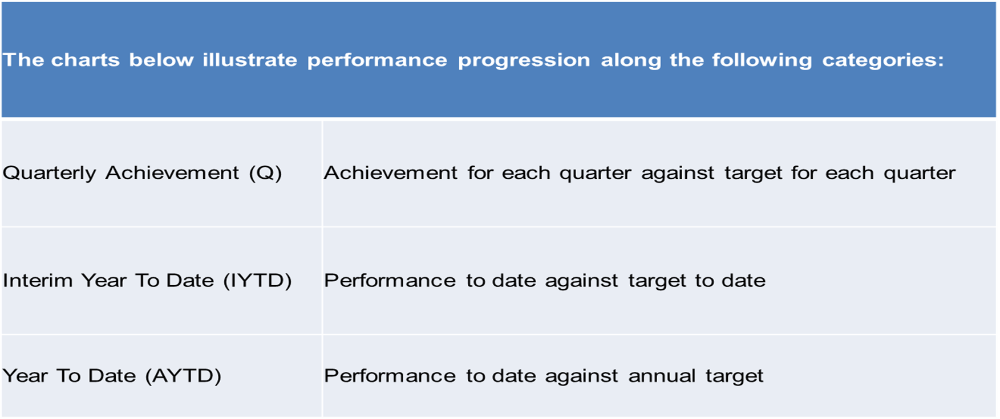 The charts below illustrate performance progression along the following categories:
Quarterly Achievement (Q) Achievement for each quarter against target for each quarter
Interim Year To Date (IYTD) Performance to date against target to date
Year To Date (AYTD) Performance to date against annual target